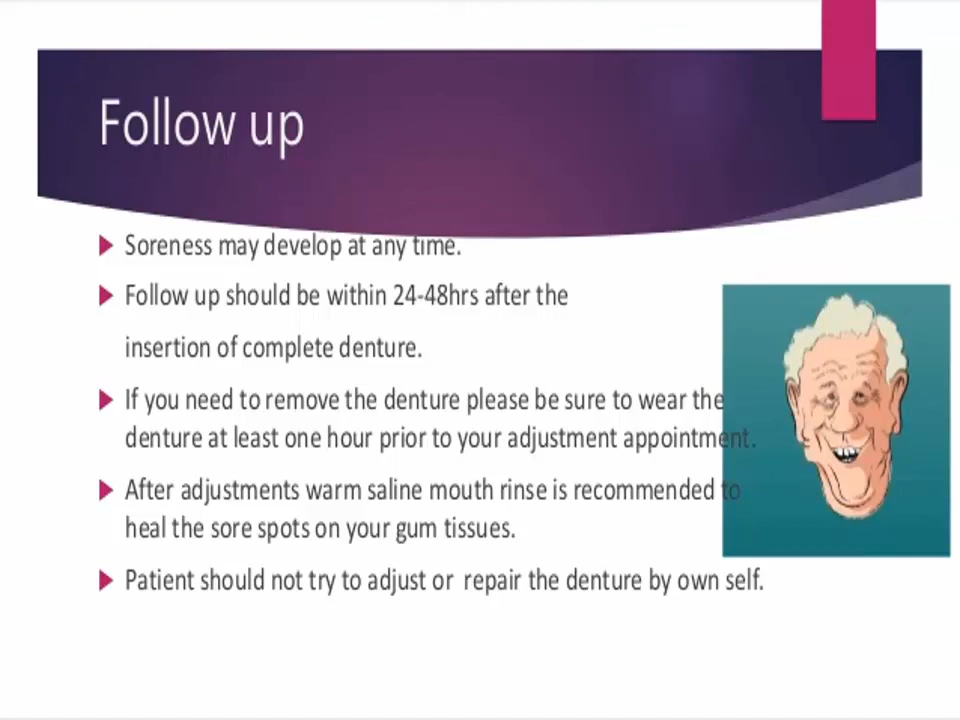 Follow up
Soreness may develop at any time.
Follow up should be within 24-48hrs after the
insertion of complete denture.
If you need to remove the denture please be sure to wear the
denture at least one hour prior to your adjustment appointment.
After adjustments warm saline mouth rinse is recommended to
heal the sore spots on your gum tissues.
Patient should not try to adjust or repair the denture by own self.